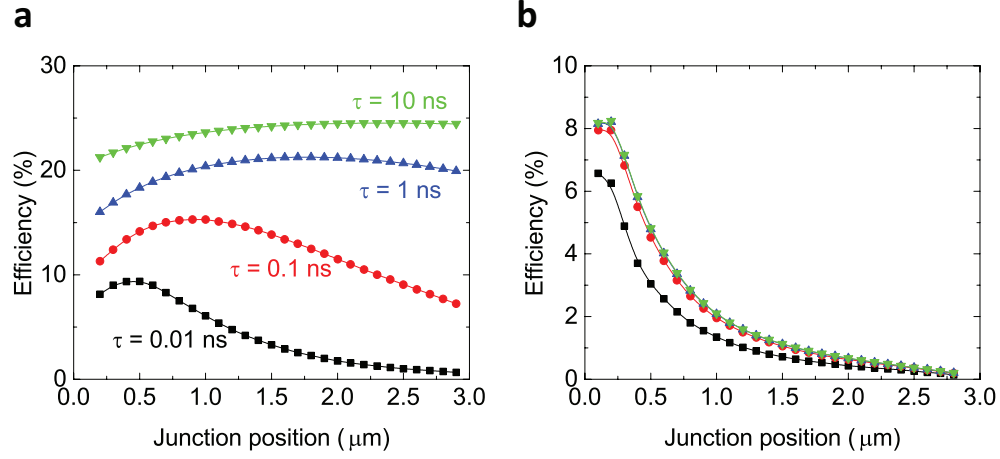 a
30
20
10
0
Efficiency (%)
τ = 10 ns
τ = 1 ns
τ = 0.1 ns
τ = 0.01 ns
0.0 0.5 1.0 1.5 2.0 2.5 3.0
Junction position (μm)
b
10
8
6
4
2
0
Efficiency (%)
0.0 0.5 1.0 1.5 2.0 2.5 3.0
Junction position (μm)